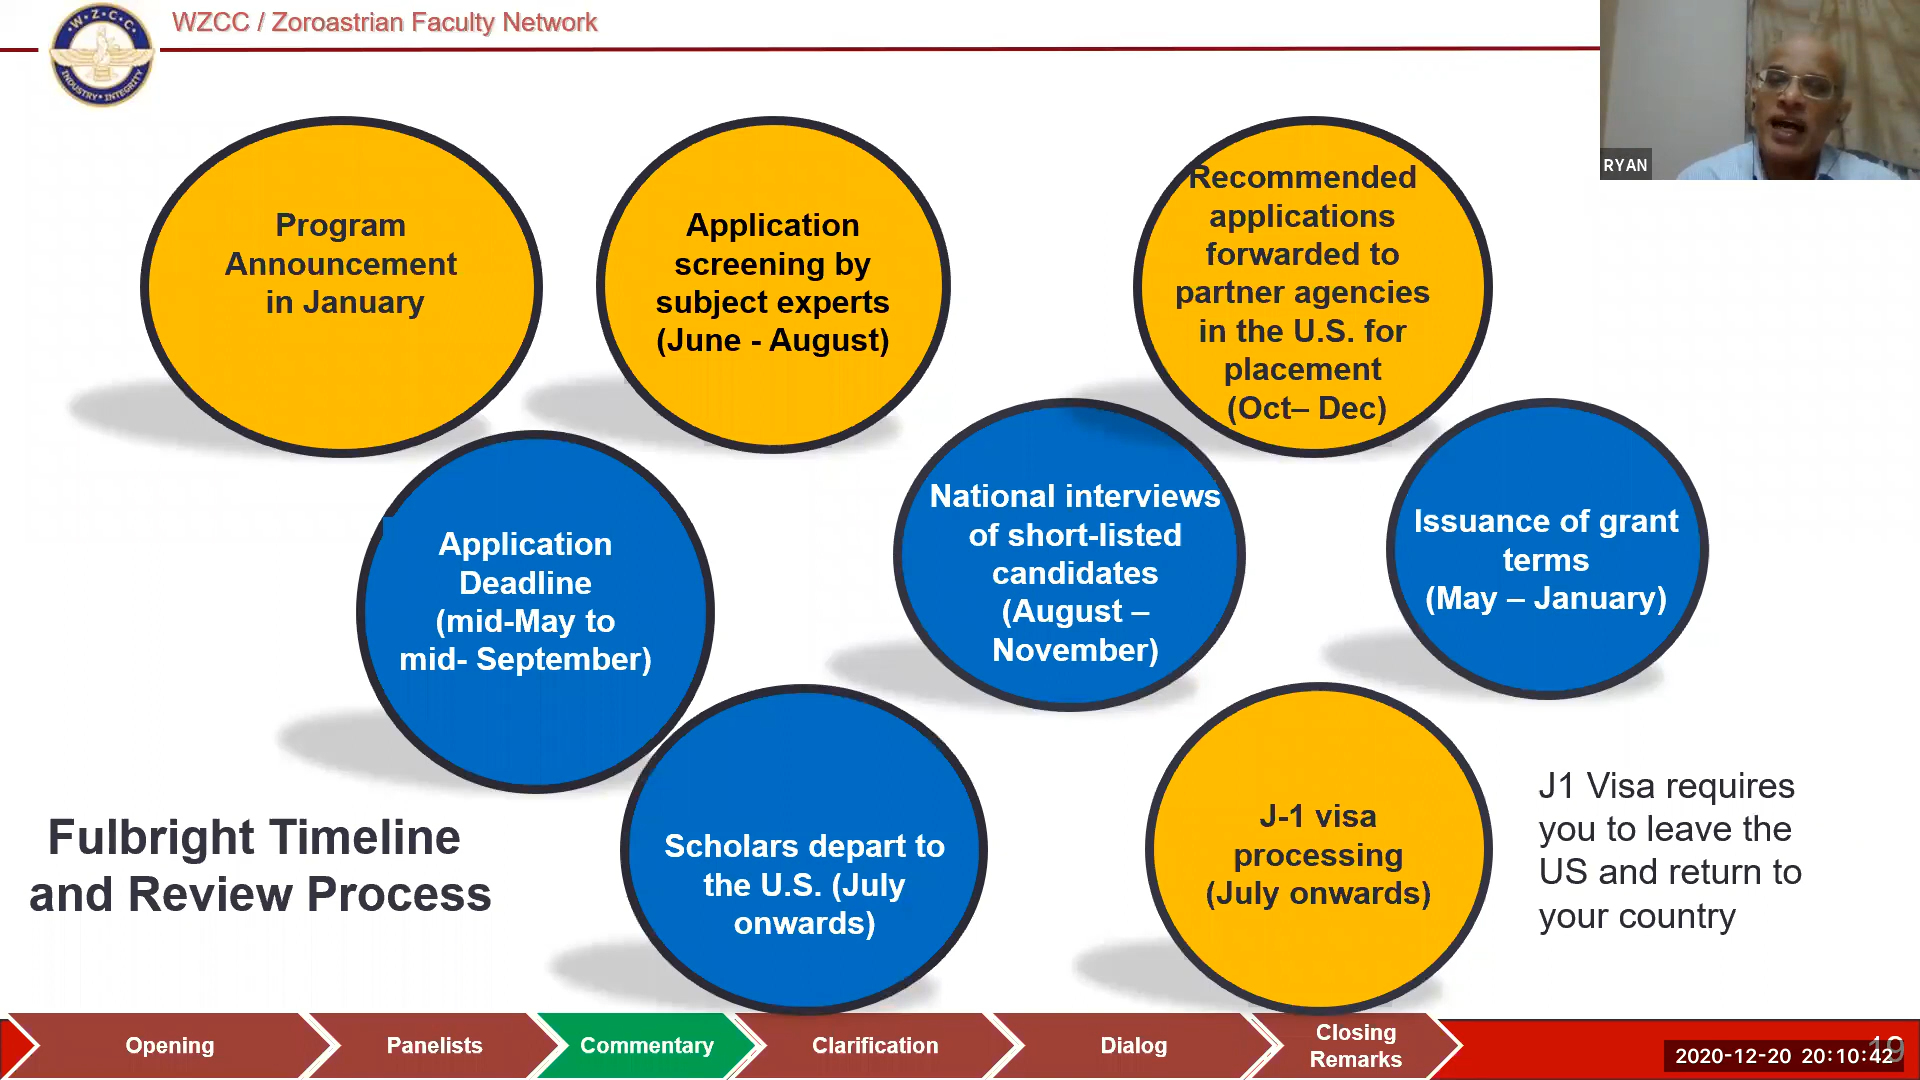 WZCC / Zoroastrian Faculty Network
W.Z.C.C
INDUSTRY • INTEGRITY
RYAN
Program
Announcement
in January
Application
screening by
subject experts
(June - August)
Recommended
applications
forwarded to
partner agencies
in the U.S. for
placement
(Oct– Dec)
Application
Deadline
(mid-May to
mid- September)
National interviews
of short-listed
candidates
(August –
November)
Issuance of grant
terms
(May – January)
Scholars depart to
the U.S. (July
onwards)
J-1 visa
processing
(July onwards)
J1 Visa requires
you to leave the
US and return to
your country
Fulbright Timeline
and Review Process
Opening
Panelists
Commentary
Clarification
Dialog
Closing
Remarks
19
2020-12-20 20:10:42